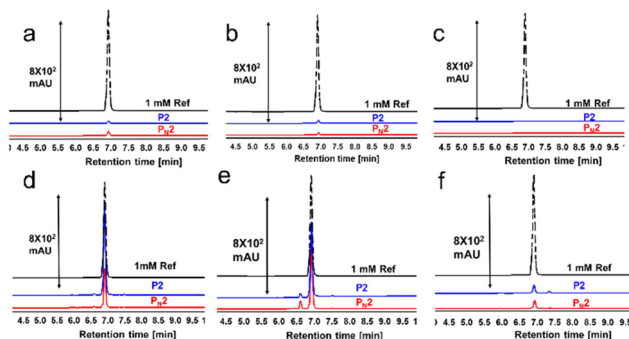 a
8X10²
mAU
1 mM Ref
P2
PN2
4.5 5.0 5.5 6.0 6.5 7.0 7.5 8.0 8.5 9.0 9.5
Retention time [min]
b
8X10²
mAU
1 mM Ref
P2
PN2
4.5 5.0 5.5 6.0 6.5 7.0 7.5 8.0 8.5 9.0 9.5
Retention time [min]
c
8X10²
mAU
1 mM Ref
P2
PN2
4.5 5.0 5.5 6.0 6.5 7.0 7.5 8.0 8.5 9.0 9.5
Retention time [min]
d
8X10²
mAU
1mM Ref
P2
PN2
4.5 5.0 5.5 6.0 6.5 7.0 7.5 8.0 8.5 9.0 9.5 1
Retention time [min]
e
8X10²
mAU
1mM Ref
P2
PN2
4.5 5.0 5.5 6.0 6.5 7.0 7.5 8.0 8.5 9.0 9.5 1
Retention time [min]
f
8X10²
mAU
1mM Ref
P2
PN2
4.5 5.0 5.5 6.0 6.5 7.0 7.5 8.0 8.5 9.0 9.5
Retention time [min]